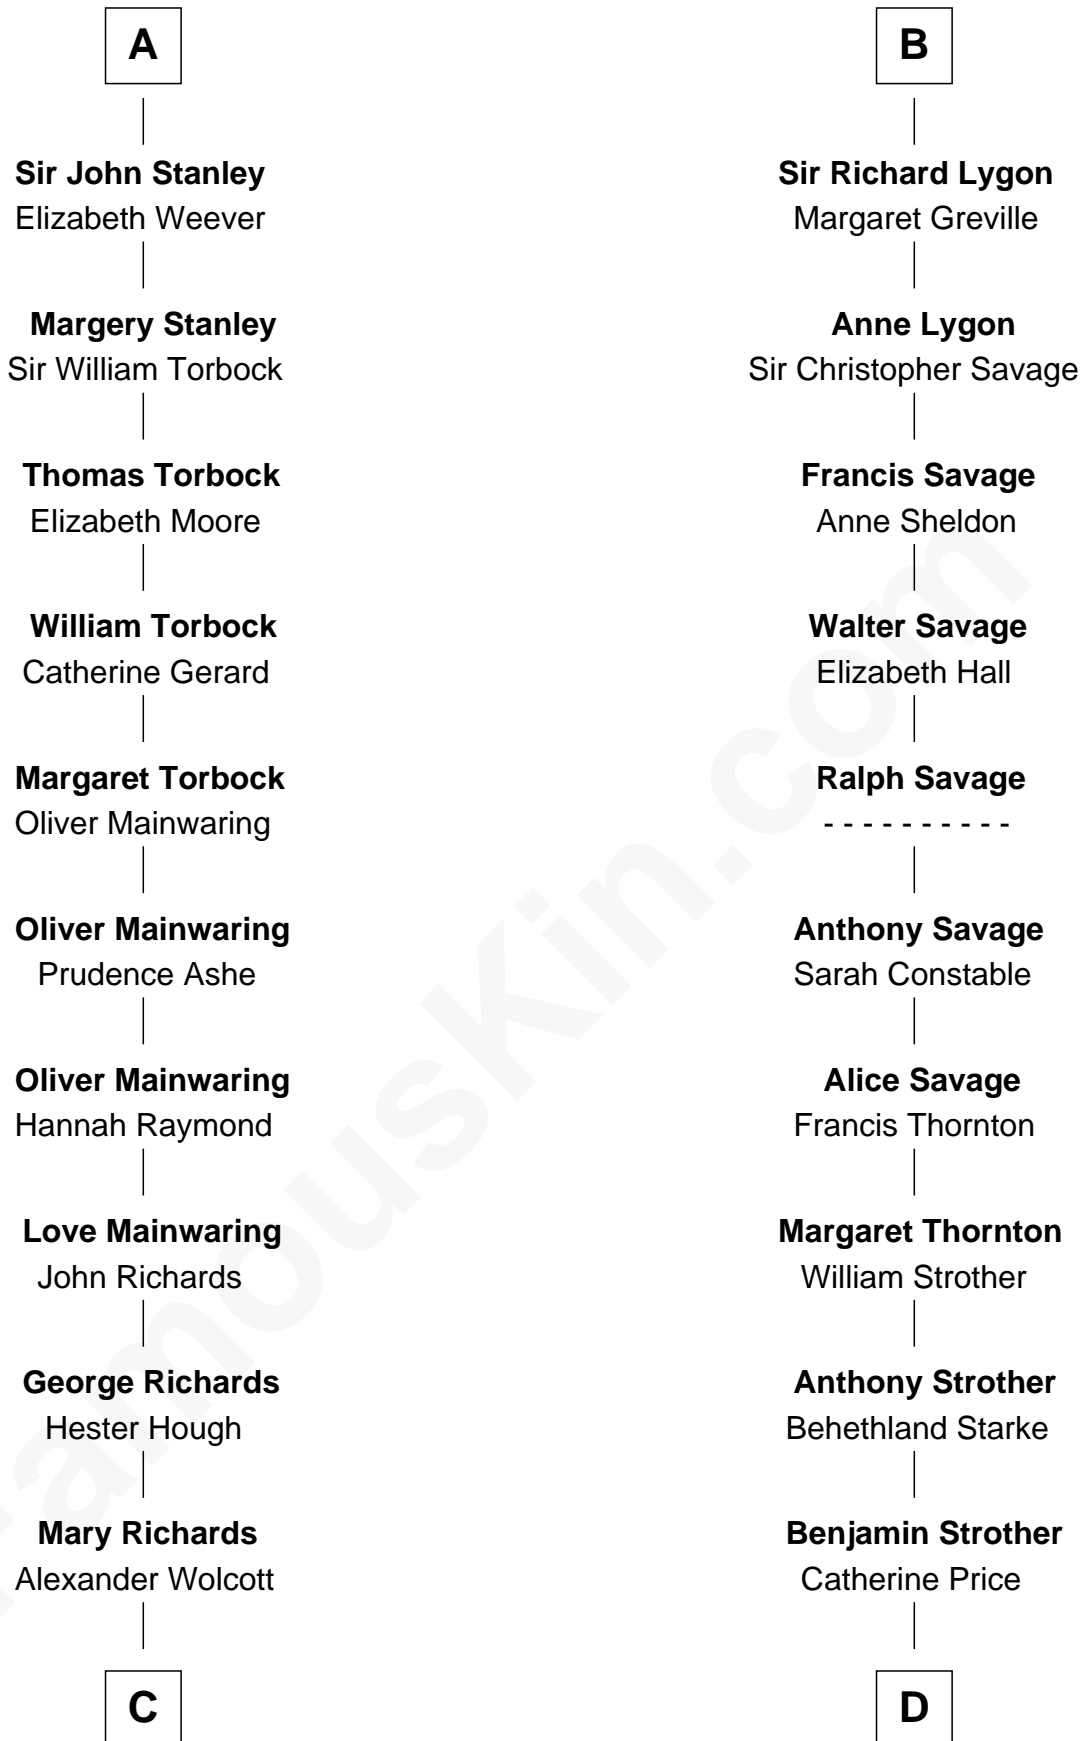 A
Sir John Stanley
Elizabeth Weever
Margery Stanley
Sir William Torbock
Thomas Torbock
Elizabeth Moore
William Torbock
Catherine Gerard
Margaret Torbock
Oliver Mainwaring
Oliver Mainwaring
Prudence Ashe
Oliver Mainwaring
Hannah Raymond
Love Mainwaring
John Richards
George Richards
Hester Hough
Mary Richards
Alexander Wolcott
C
B
Sir Richard Lygon
Margaret Greville
Anne Lygon
Sir Christopher Savage
Francis Savage
Anne Sheldon
Walter Savage
Elizabeth Hall
Ralph Savage
- - - - - - - - - -
Anthony Savage
Sarah Constable
Alice Savage
Francis Thornton
Margaret Thornton
William Strother
Anthony Strother
Behethland Starke
Benjamin Strother
Catherine Price
D
FamousKin.com